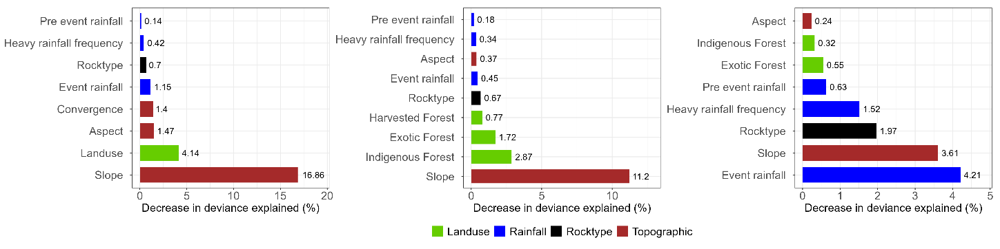 Pre event rainfall 0.14
Heavy rainfall frequency 0.42
Rocktype 0.7
Event rainfall 1.15
Convergence 1.4
Aspect 1.47
Landuse 4.14
Slope 16.86
0 5 10 15 20
Decrease in deviance explained (%)
Pre event rainfall 0.18
Heavy rainfall frequency 0.34
Aspect 0.37
Event rainfall 0.45
Rocktype 0.67
Harvested Forest 0.77
Exotic Forest 1.72
Indigenous Forest 2.87
Slope 11.2
0 5 10
Decrease in deviance explained (%)
Aspect 0.24
Indigenous Forest 0.32
Exotic Forest 0.55
Pre event rainfall 0.63
Heavy rainfall frequency 1.52
Rocktype 1.97
Slope 3.61
Event rainfall 4.21
0 1 2 3 4 5
Decrease in deviance explained (%)
Landuse Rainfall Rocktype Topographic